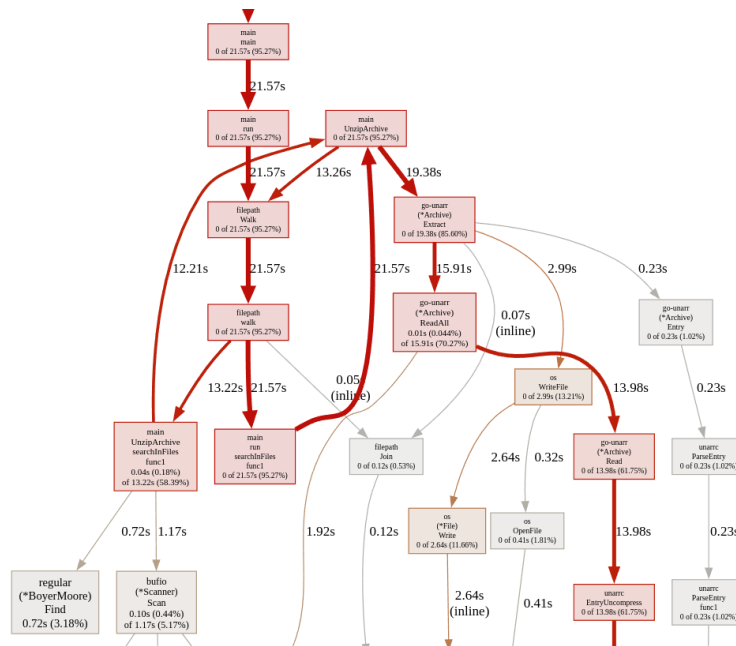 main
main
0 of 21.57s (95.27%)
21.57s
main
run
0 of 21.57s (95.27%)
main
UnzipArchive
0 of 21.57s (95.27%)
21.57s
13.26s
19.38s
filepath
Walk
0 of 21.57s (95.27%)
go-unarr
(*Archive)
Extract
0 of 19.38s (85.60%)
12.21s
21.57s
21.57s
15.91s
2.99s
0.23s
filepath
walk
0 of 21.57s (95.27%)
go-unarr
(*Archive)
ReadAll
0.01s (0.044%)
of 15.91s (70.27%)
0.07s
(inline)
go-unarr
(*Archive)
Entry
0 of 0.23s (1.02%)
13.22s
21.57s
0.05s
(inline)
os
WriteFile
0 of 2.99s (13.21%)
13.98s
0.23s
main
UnzipArchive
searchInFiles
func1
0.04s (0.18%)
of 13.22s (58.39%)
main
run
searchInFiles
func1
0 of 21.57s (95.27%)
filepath
Join
0 of 0.12s (0.53%)
2.64s
0.32s
go-unarr
(*Archive)
Read
0 of 13.98s (61.75%)
unarrc
ParseEntry
0 of 0.23s (1.02%)
0.72s
1.17s
1.92s
0.12s
os
(*File)
Write
0 of 2.64s (11.66%)
os
OpenFile
0 of 0.41s (1.81%)
13.98s
0.23s
regular
(*BoyerMoore)
Find
0.72s (3.18%)
bufio
(*Scanner)
Scan
0.10s (0.44%)
of 1.17s (5.17%)
2.64s
(inline)
0.41s
unarrc
EntryUncompress
0 of 13.98s (61.75%)
unarrc
ParseEntry
func1
0 of 0.23s (1.02%)